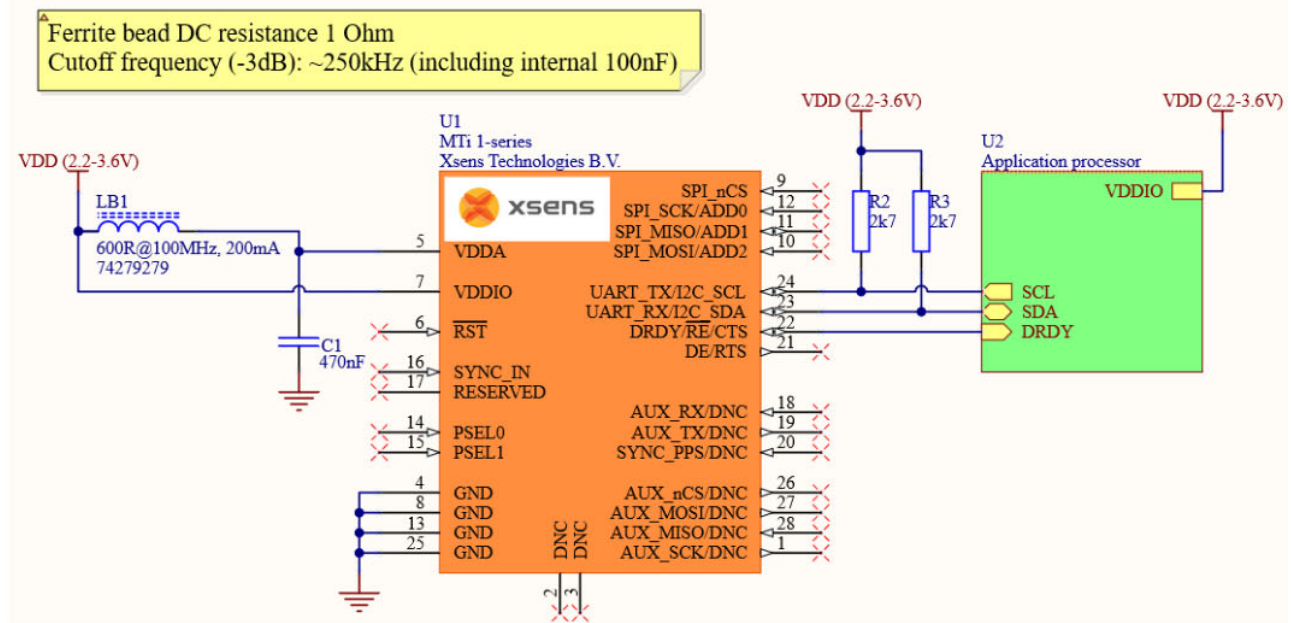 Ferrite bead DC resistance 1 Ohm
Cutoff frequency (-3dB): ~250kHz (including internal 100nF)
VDD (2.2-3.6V)
LB1
600R@100MHz, 200mA
74279279
C1
470nF
U1
MTi 1-series
Xsens Technologies B.V.
xsens
5 VDDA
7 VDDIO
6 RST
16 SYNC_IN
17 RESERVED
14 PSEL0
15 PSEL1
4 GND
8 GND
13 GND
25 GND
DNC 2
DNC 3
SPI_nCS 9
SPI_SCK/ADD0 12
SPI_MISO/ADD1 11
SPI_MOSI/ADD2 10
UART_TX/I2C_SCL 24
UART_RX/I2C_SDA 23
DRDY/RE/CTS 22
DE/RTS 21
AUX_RX/DNC 18
AUX_TX/DNC 19
SYNC_PPS/DNC 20
AUX_nCS/DNC 26
AUX_MOSI/DNC 27
AUX_MISO/DNC 28
AUX_SCK/DNC 1
VDD (2.2-3.6V)
R2
2k7
R3
2k7
VDD (2.2-3.6V)
U2
Application processor
VDDIO
SCL
SDA
DRDY